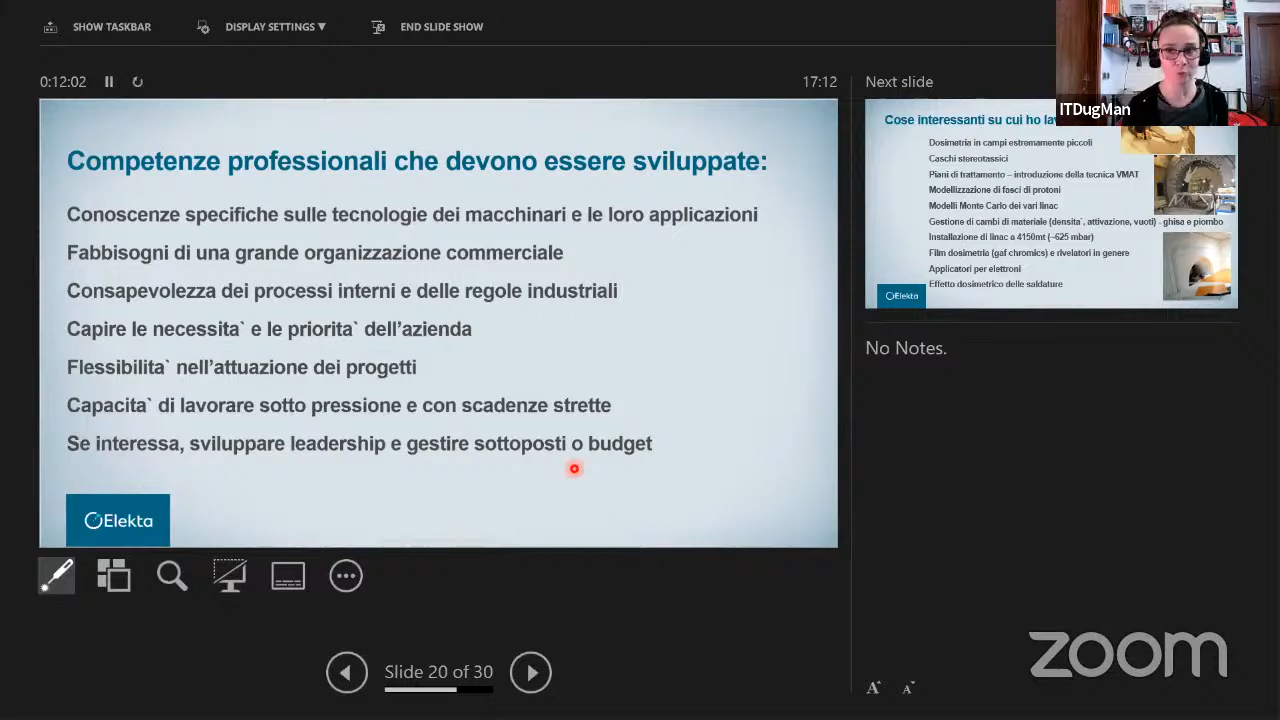 SHOW TASKBAR
DISPLAY SETTINGS ▼
END SLIDE SHOW
0:12:02
17:12
Next slide
ITDugMan
Competenze professionali che devono essere sviluppate:
Conoscenze specifiche sulle tecnologie dei macchinari e le loro applicazioni
Fabbisogni di una grande organizzazione commerciale
Consapevolezza dei processi interni e delle regole industriali
Capire le necessita` e le priorita` dell'azienda
Flessibilita` nell'attuazione dei progetti
Capacita` di lavorare sotto pressione e con scadenze strette
Se interessa, sviluppare leadership e gestire sottoposti o budget
Elekta
Cose interessanti su cui ho
Dosimetria in campi estremamente piccoli
Caschi stereotassici
Piani di trattamento – introduzione della tecnica VMAT
Modellizzazione di fasci di protoni
Modelli Monte Carlo dei vari linac
Gestione di cambi di materiale (densita`, attivazione, vuoti) - ghisa e piombo
Installazione di linac a 4150mt (~625 mbar)
Film dosimetria (gaf chromics) e rivelatori in genere
Applicatori per elettroni
Effetto dosimetrico delle saldature
Elekta
No Notes.
Slide 20 of 30
A A
zoom